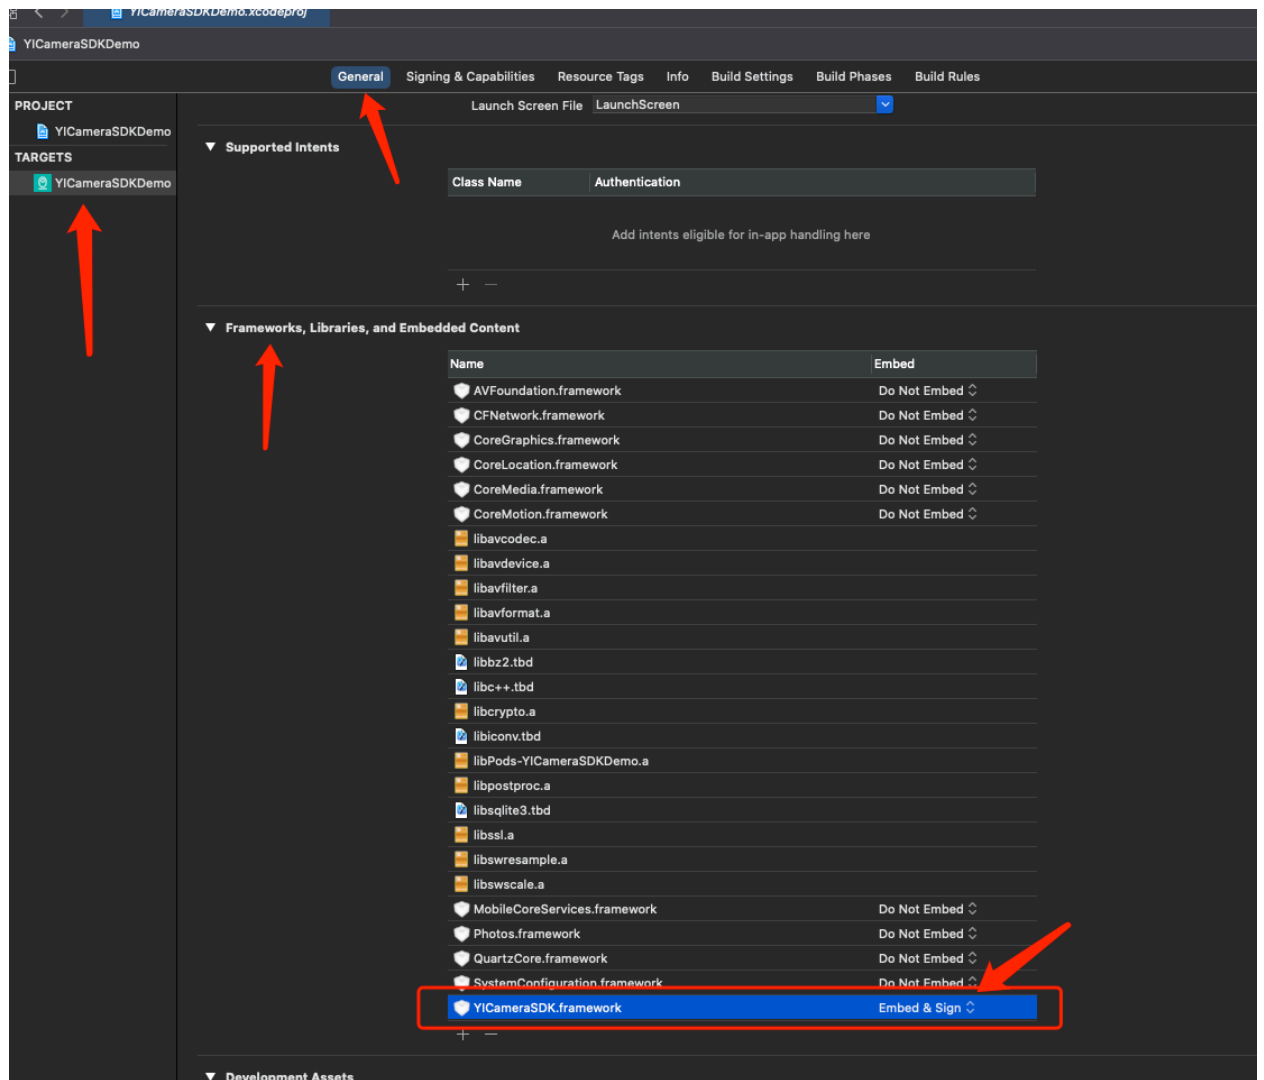 YICameraSDKDemo.xcodeproj
YICameraSDKDemo
General Signing & Capabilities Resource Tags Info Build Settings Build Phases Build Rules
PROJECT
YICameraSDKDemo
TARGETS
YICameraSDKDemo
Launch Screen File LaunchScreen
Supported Intents
Class Name Authentication
Add intents eligible for in-app handling here
Frameworks, Libraries, and Embedded Content
Name Embed
AVFoundation.framework Do Not Embed
CFNetwork.framework Do Not Embed
CoreGraphics.framework Do Not Embed
CoreLocation.framework Do Not Embed
CoreMedia.framework Do Not Embed
CoreMotion.framework Do Not Embed
libavcodec.a
libavdevice.a
libavfilter.a
libavformat.a
libavutil.a
libbz2.tbd
libc++.tbd
libcrypto.a
libiconv.tbd
libPods-YICameraSDKDemo.a
libpostproc.a
libsqlite3.tbd
libssl.a
libswresample.a
libswscale.a
MobileCoreServices.framework Do Not Embed
Photos.framework Do Not Embed
QuartzCore.framework Do Not Embed
SystemConfiguration.framework Do Not Embed
YICameraSDK.framework Embed & Sign
Development Assets